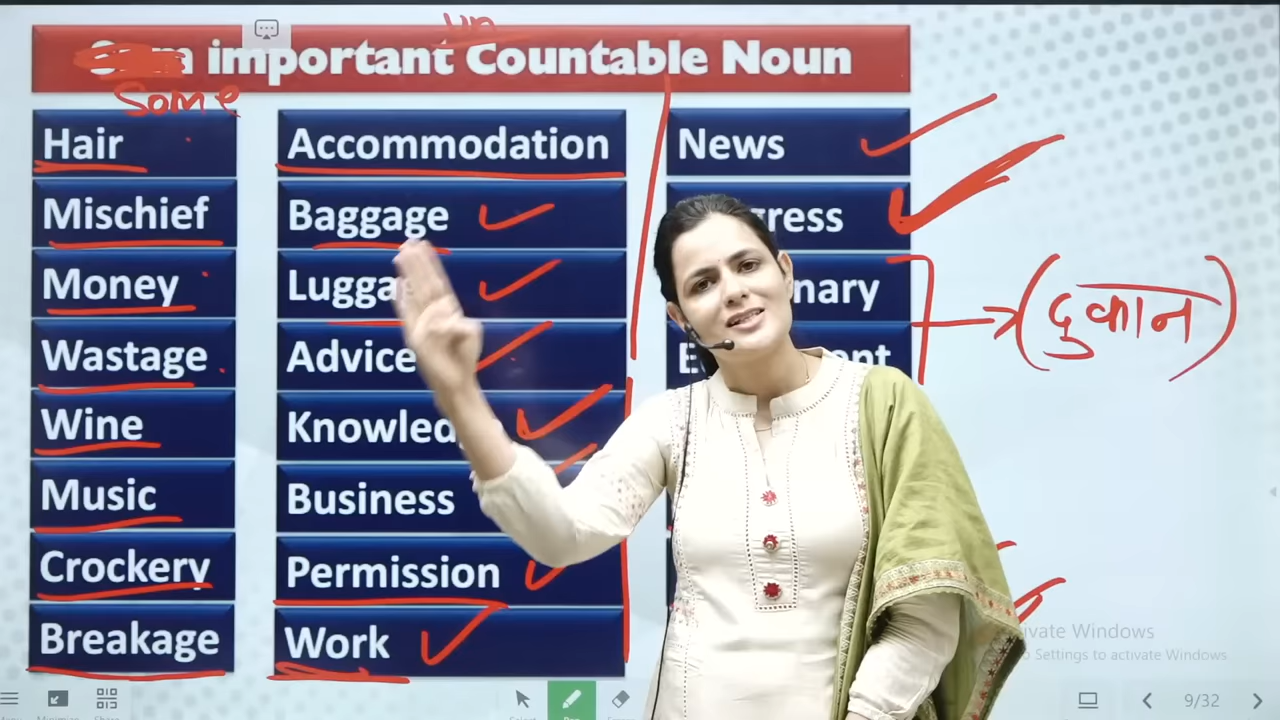 un
important Countable Noun
Some
Hair Accommodation News
Mischief Baggage
Money
Wastage Advice
Wine
Music Business
Crockery Permission
Breakage Work
(दुकान)
Activate Windows
Settings to activate Windows
9/32